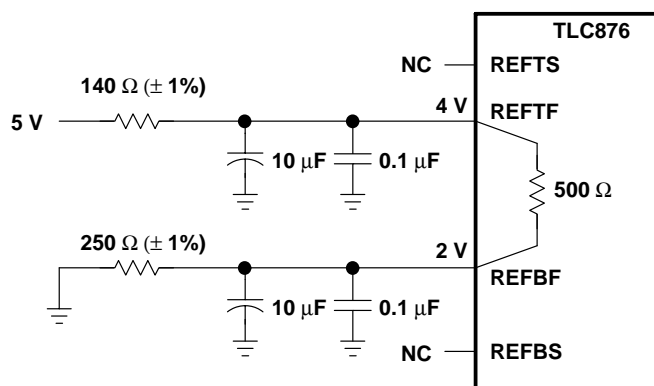 TLC876
NC
REFTS
140 Ω (± 1%)
5 V
4 V
REFTF
10 μF
0.1 μF
500 Ω
250 Ω (± 1%)
2 V
REFBF
10 μF
0.1 μF
NC
REFBS